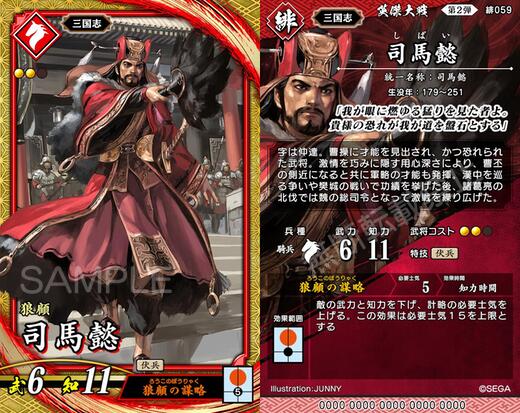 三国志
SAMPLE
狼顧
司馬懿
伏兵
武6 知11
ろうこのぼうりゃく
狼顧の謀略
5
緋
三国志
英傑大戦
第2弾
緋059
しばい
司馬懿
統一名称：司馬懿
生没年：179～251
「我が瞳に燃ゆる猛りを見た者よ。
貴様の恐れが我が道を盤石とする」
字は仲達。曹操に才能を見出され、かつ恐れられ
た武将。激情を巧みに隠す用心深さにより、曹丕
の側近になると共に軍略の才能も発揮。漢中を巡
る争いや樊城の戦いで功績を挙げた後、諸葛亮の
北伐では魏の総司令となって激戦を繰り広げた。
兵種 武力 知力 武将コスト
騎兵 6 11 特技 伏兵
ろうこのぼうりゃく 必要士気 効果時間
狼顧の謀略 5 知力時間
効果範囲
敵の武力と知力を下げ、計略の必要士気を
上げる。この効果は必要士気15を上限と
する
Illustration:JUNNY
©SEGA
0000 0000 0000 0000 0000